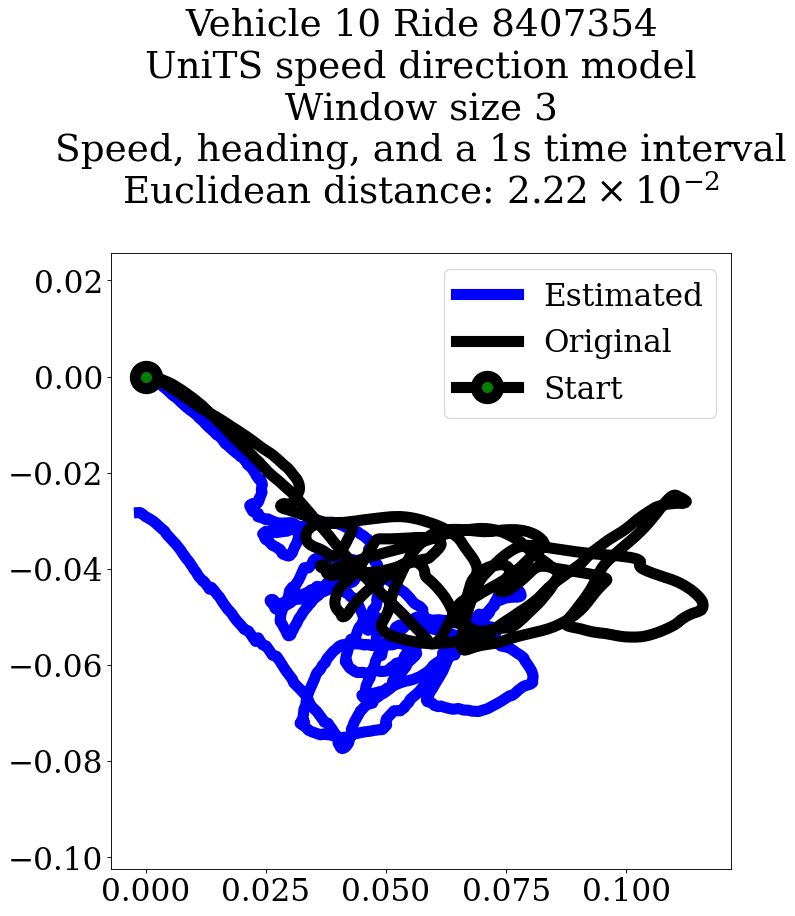 Vehicle 10 Ride 8407354
UniTS speed direction model
Window size 3
Speed, heading, and a 1s time interval
Euclidean distance: 2.22 × 10⁻²
Estimated
Original
Start
0.02
0.00
−0.02
−0.04
−0.06
−0.08
−0.10
0.000 0.025 0.050 0.075 0.100